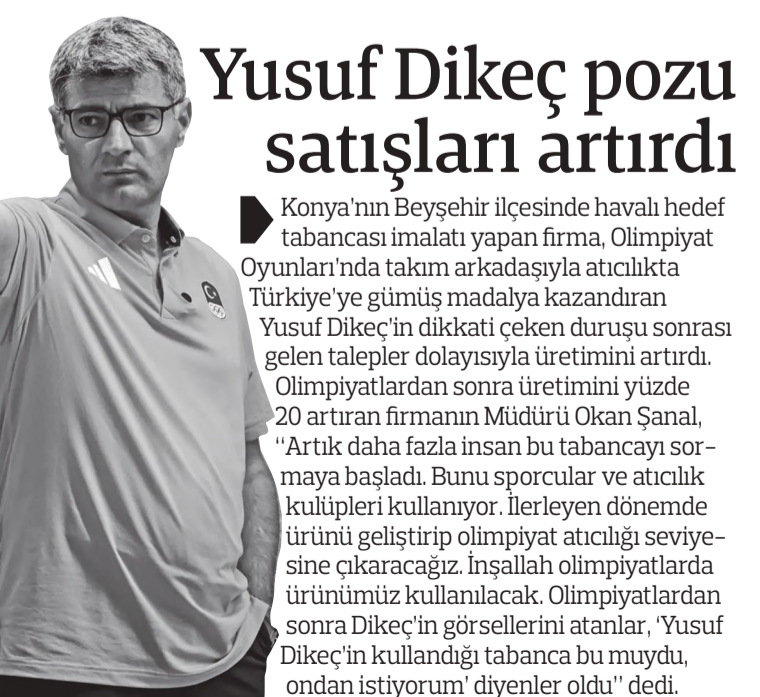 Yusuf Dikeç pozu
satışları artırdı
Konya'nın Beyşehir ilçesinde havalı hedef
tabancası imalatı yapan firma, Olimpiyat
Oyunları'nda takım arkadaşıyla atıcılıkta
Türkiye'ye gümüş madalya kazandıran
Yusuf Dikeç'in dikkati çeken duruşu sonrası
gelen talepler dolayısıyla üretimini artırdı.
Olimpiyatlardan sonra üretimini yüzde
20 artıran firmanın Müdürü Okan Şanal,
“Artık daha fazla insan bu tabancayı sor-
maya başladı. Bunu sporcular ve atıcılık
kulüpleri kullanıyor. İlerleyen dönemde
ürünü geliştirip olimpiyat atıcılığı seviye-
sine çıkaracağız. İnşallah olimpiyatlarda
ürünümüz kullanılacak. Olimpiyatlardan
sonra Dikeç'in görsellerini atanlar, ‘Yusuf
Dikeç'in kullandığı tabanca bu muydu,
ondan istiyorum’ diyenler oldu” dedi.